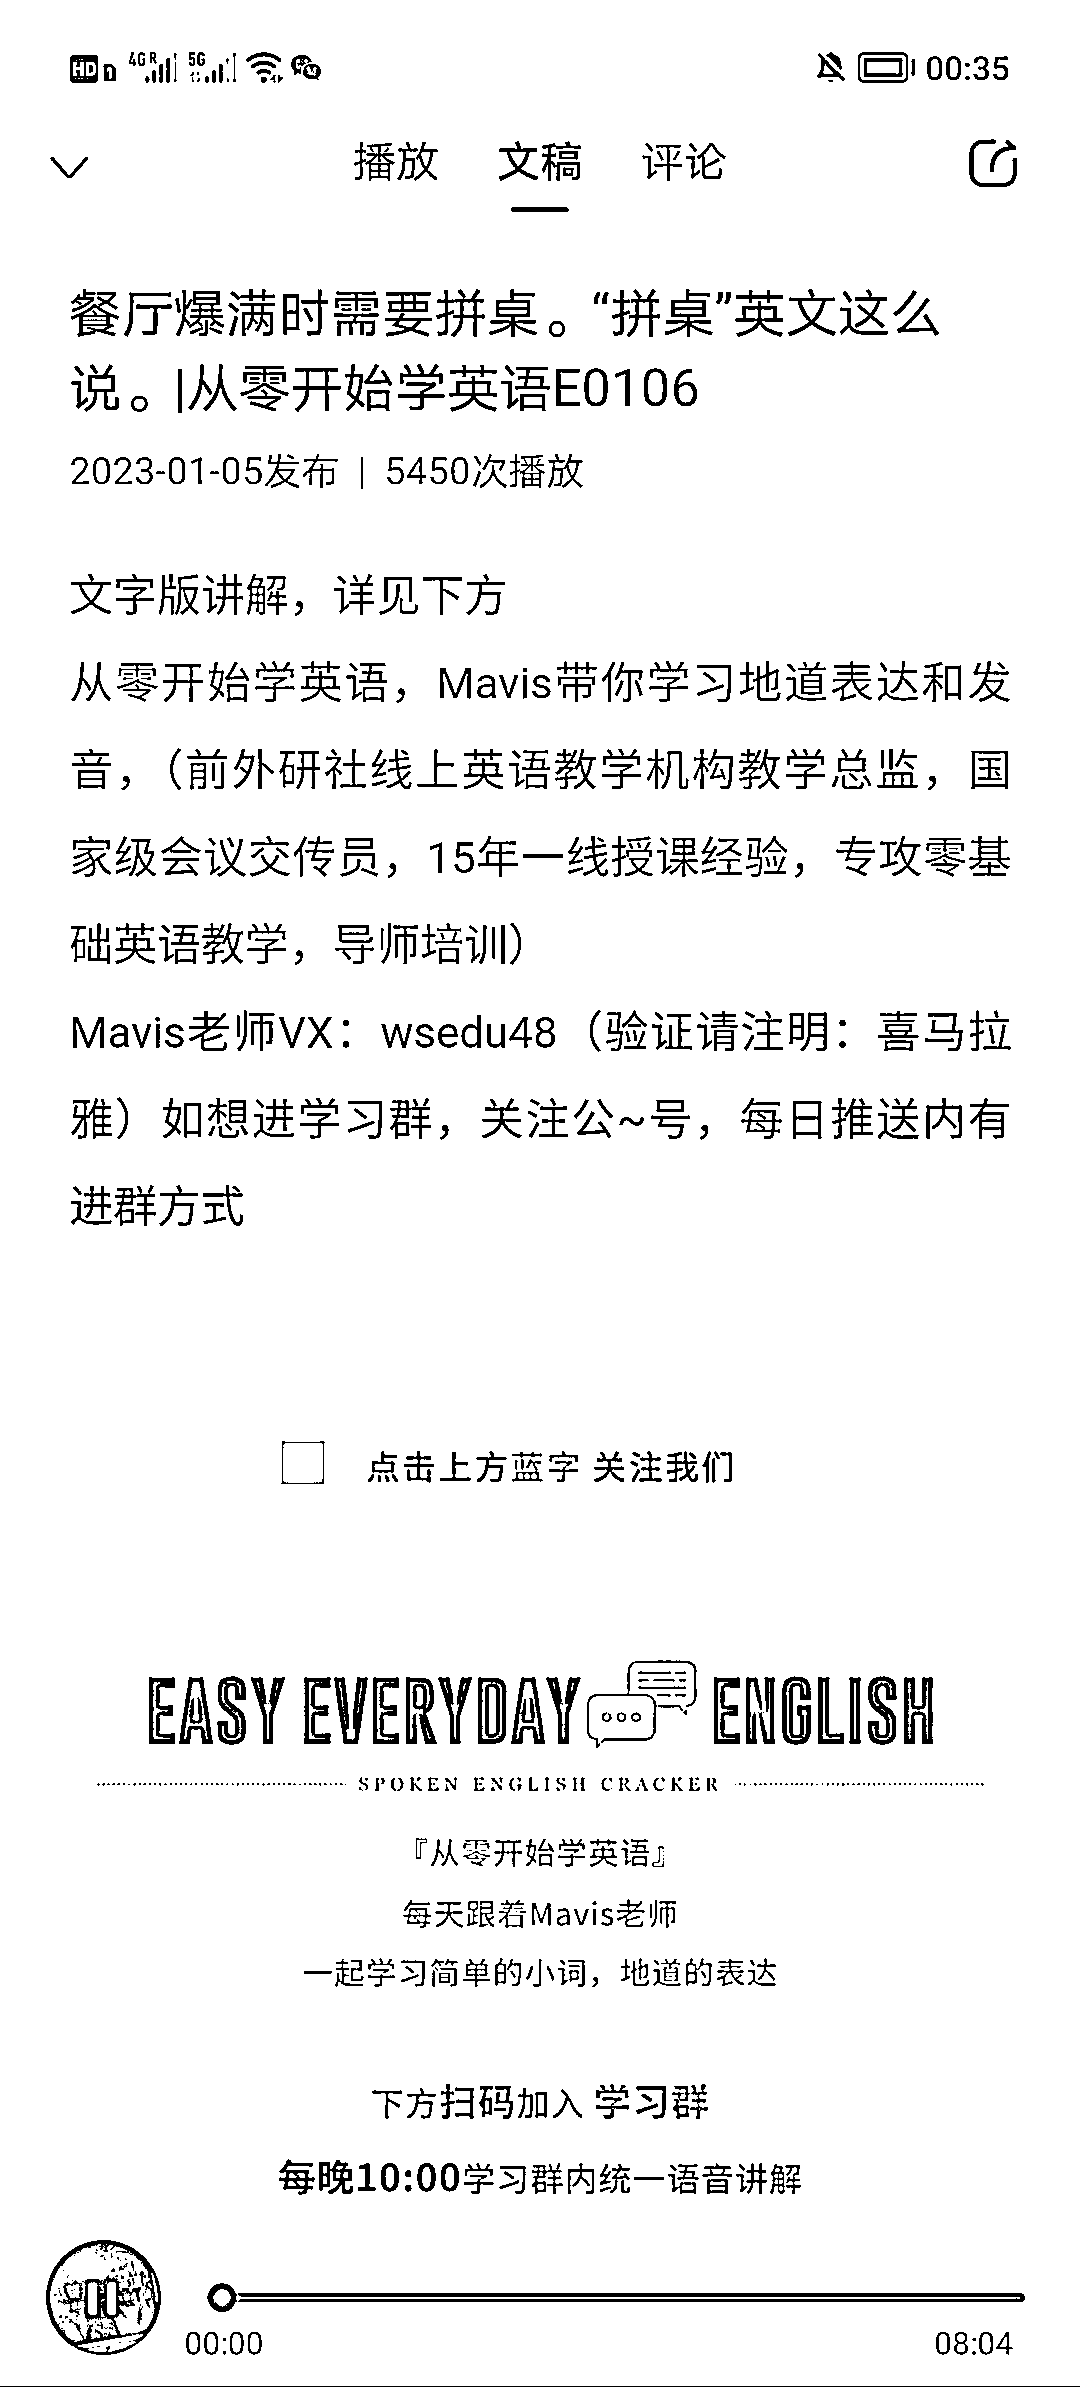 HD 4G R 5G 00:35
播放 文稿 评论
餐厅爆满时需要拼桌。“拼桌”英文这么
说。|从零开始学英语E0106
2023-01-05发布 | 5450次播放
文字版讲解，详见下方
从零开始学英语，Mavis带你学习地道表达和发
音，（前外研社线上英语教学机构教学总监，国
家级会议交传员，15年一线授课经验，专攻零基
础英语教学，导师培训）
Mavis老师VX：wsedu48（验证请注明：喜马拉
雅）如想进学习群，关注公~号，每日推送内有
进群方式
点击上方蓝字 关注我们
EASY EVERYDAY ENGLISH
SPOKEN ENGLISH CRACKER
『从零开始学英语』
每天跟着Mavis老师
一起学习简单的小词，地道的表达
下方扫码加入 学习群
每晚10:00学习群内统一语音讲解
00:00 08:04